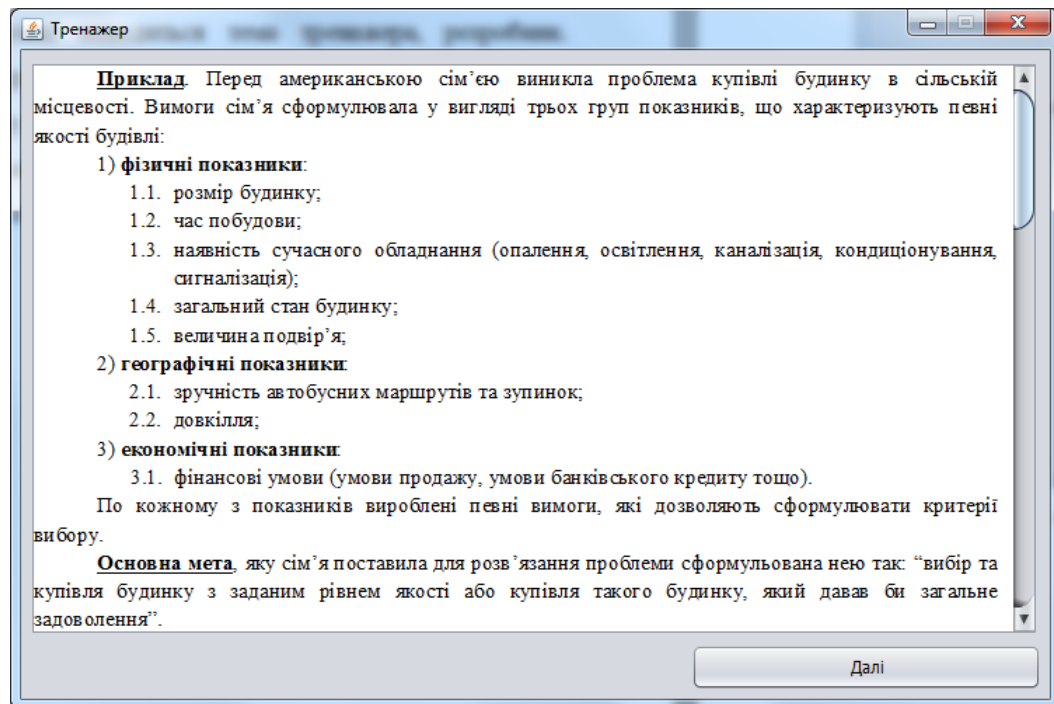 Тренажер
Приклад. Перед американською сім’єю виникла проблема купівлі будинку в сільській
місцевості. Вимоги сім’я сформулювала у вигляді трьох груп показників, що характеризують певні
якості будівлі:
1) фізичні показники:
1.1. розмір будинку;
1.2. час побудови;
1.3. наявність сучасного обладнання (опалення, освітлення, каналізація, кондиціонування,
сигналізація);
1.4. загальний стан будинку;
1.5. величина подвір’я;
2) географічні показники:
2.1. зручність автобусних маршрутів та зупинок;
2.2. довкілля;
3) економічні показники:
3.1. фінансові умови (умови продажу, умови банківського кредиту тощо).
По кожному з показників вироблені певні вимоги, які дозволяють сформулювати критерії
вибору.
Основна мета, яку сім’я поставила для розв’язання проблеми сформульована нею так: “вибір та
купівля будинку з заданим рівнем якості або купівля такого будинку, який давав би загальне
задоволення”.
Далі